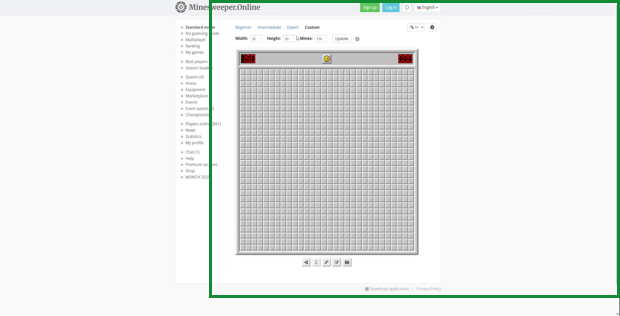 Minesweeper.Online
Sign up
Log in
English
Standard mode
No guessing mode
Multiplayer
Ranking
My games
Best players
Season leaders
Quests
Arena
Equipment
Marketplace
Events
Event quests
Championship
Players online
News
Statistics
My profile
Chat (1)
Help
Premium account
Shop
Beginner Intermediate Expert Custom
Width: Height: Mines: Update
Download application Privacy Policy